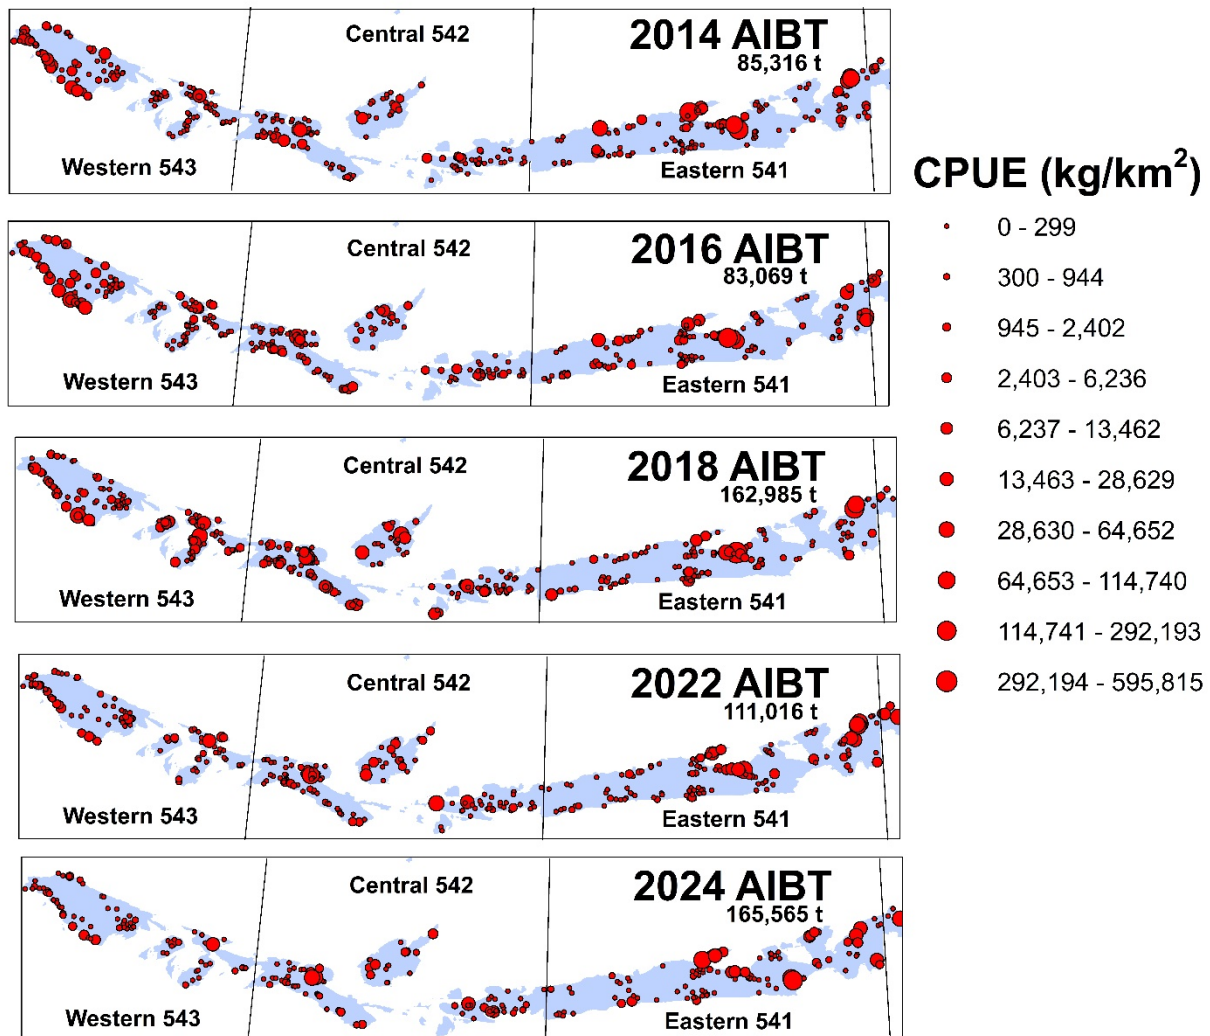 Central 542
2014 AIBT
85,316 t
Western 543
Eastern 541
Central 542
2016 AIBT
83,069 t
Western 543
Eastern 541
Central 542
2018 AIBT
162,985 t
Western 543
Eastern 541
Central 542
2022 AIBT
111,016 t
Western 543
Eastern 541
Central 542
2024 AIBT
165,565 t
Western 543
Eastern 541
CPUE (kg/km²)
0 - 299
300 - 944
945 - 2,402
2,403 - 6,236
6,237 - 13,462
13,463 - 28,629
28,630 - 64,652
64,653 - 114,740
114,741 - 292,193
292,194 - 595,815